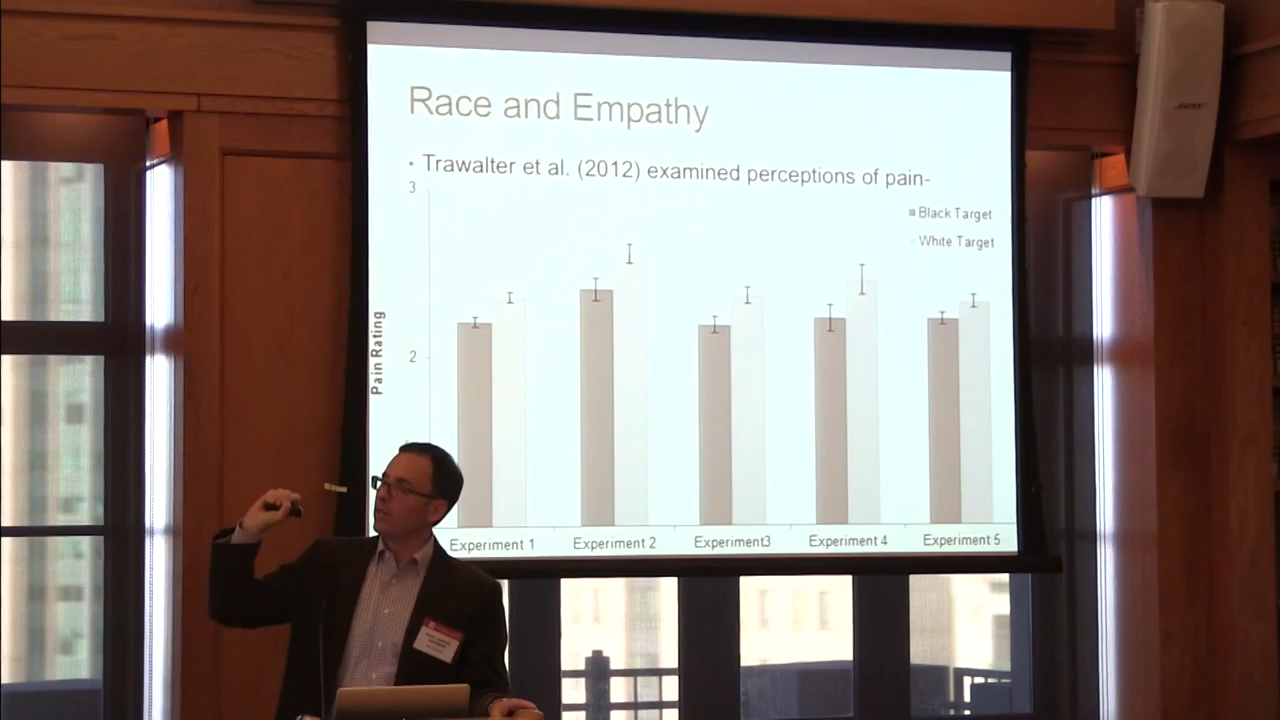 Race and Empathy
• Trawalter et al. (2012) examined perceptions of pain-
3
Black Target
White Target
Pain Rating
2
Experiment 1
Experiment 2
Experiment3
Experiment 4
Experiment 5
BOSE